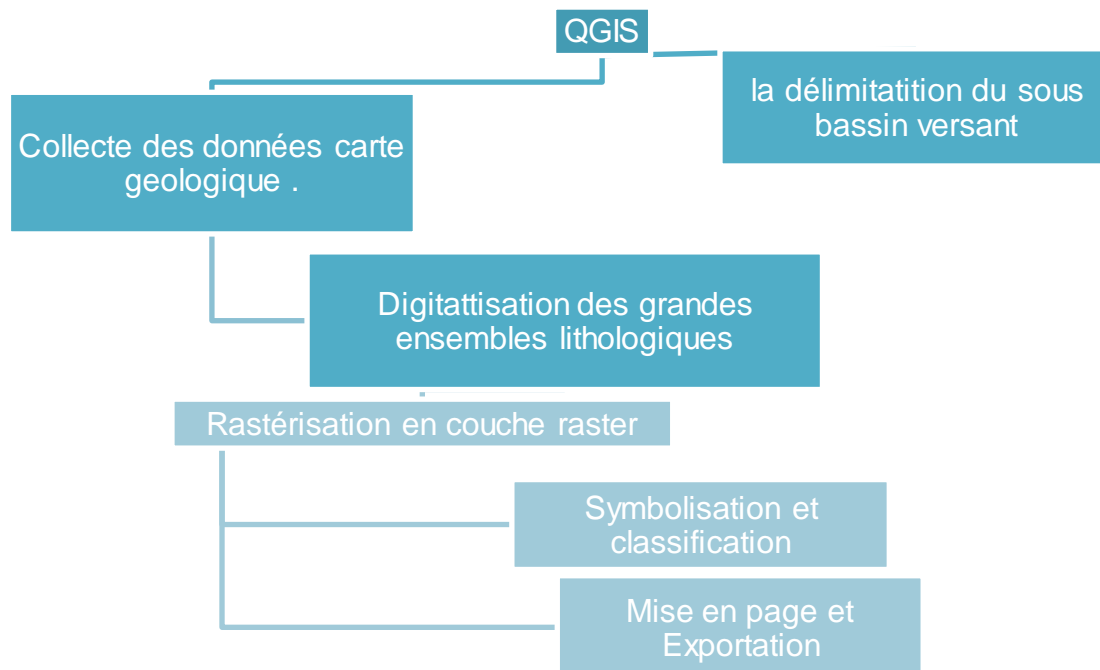 QGIS
la délimitatition du sous
bassin versant
Collecte des données carte
geologique .
Digitattisation des grandes
ensembles lithologiques
Rastérisation en couche raster
Symbolisation et
classification
Mise en page et
Exportation